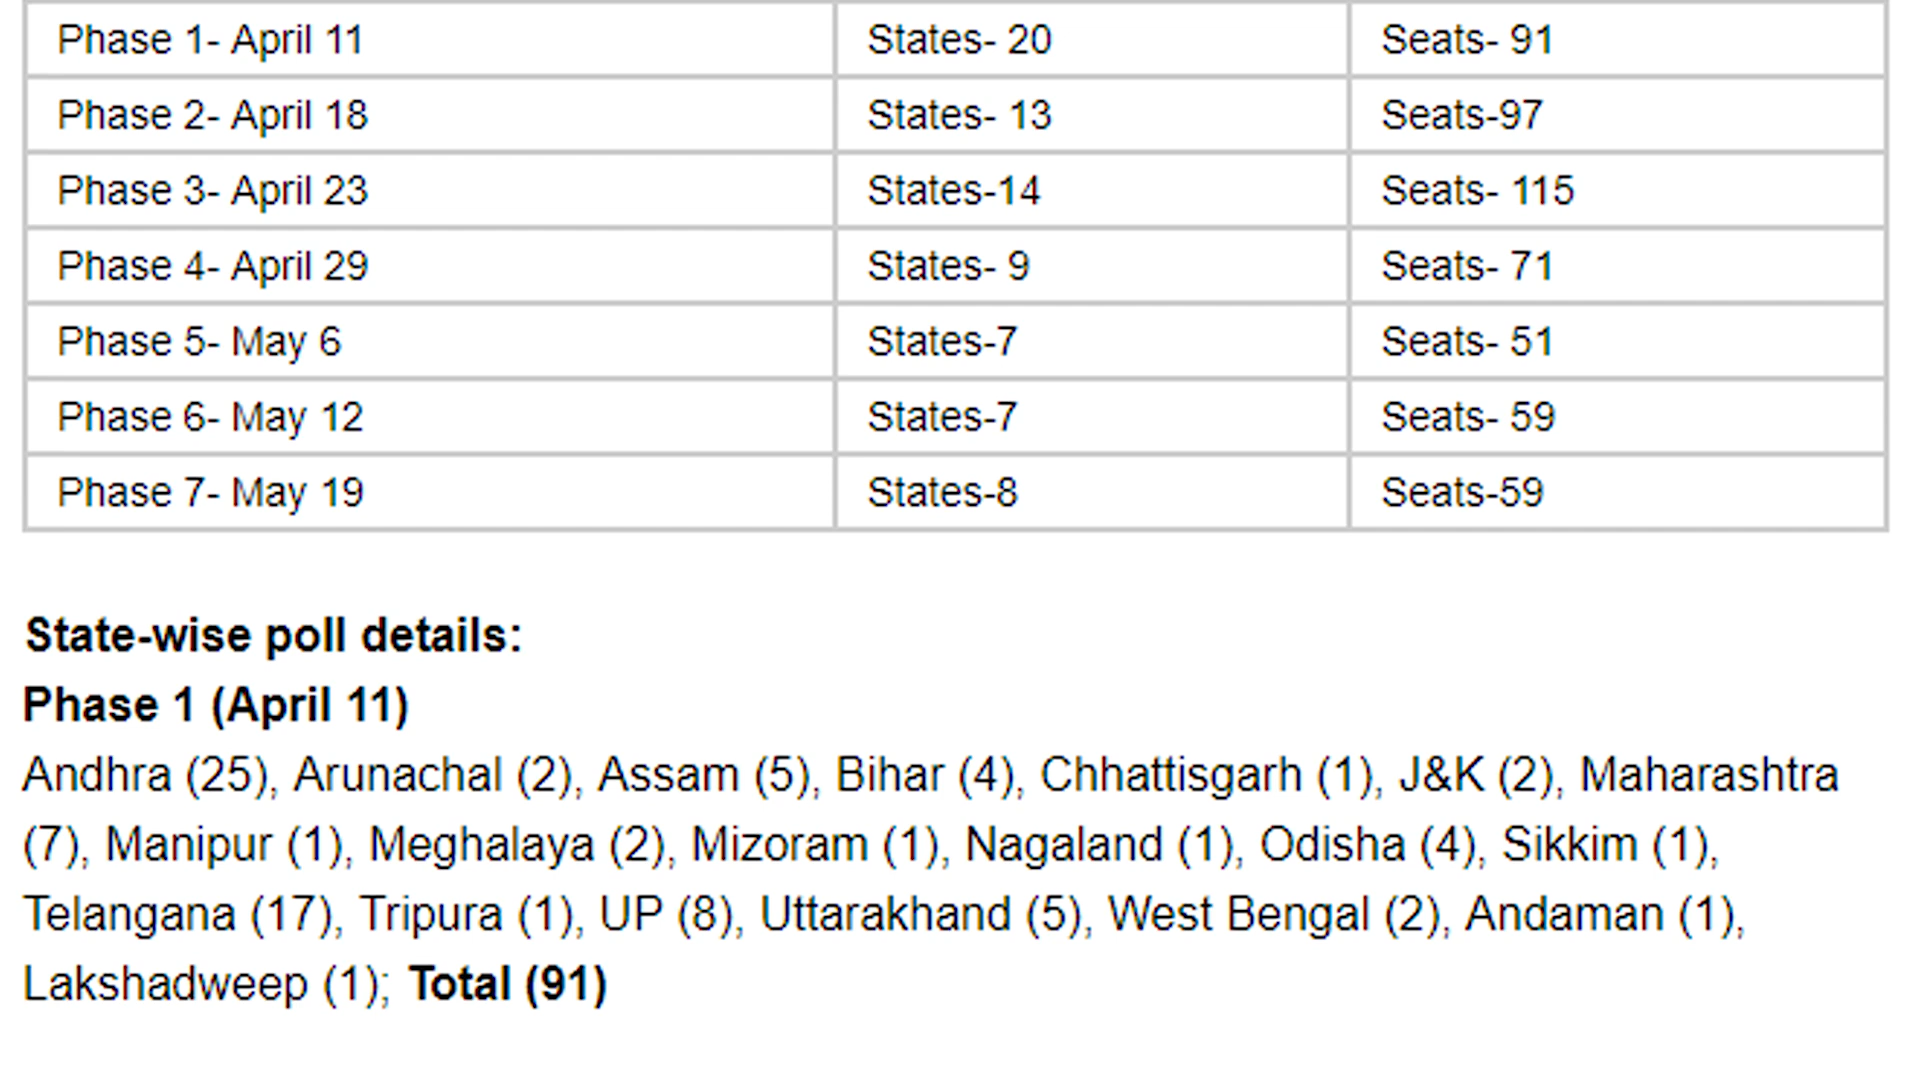 Phase 1- April 11 States- 20 Seats- 91
Phase 2- April 18 States- 13 Seats-97
Phase 3- April 23 States-14 Seats- 115
Phase 4- April 29 States- 9 Seats- 71
Phase 5- May 6 States-7 Seats- 51
Phase 6- May 12 States-7 Seats- 59
Phase 7- May 19 States-8 Seats-59
State-wise poll details:
Phase 1 (April 11)
Andhra (25), Arunachal (2), Assam (5), Bihar (4), Chhattisgarh (1), J&K (2), Maharashtra
(7), Manipur (1), Meghalaya (2), Mizoram (1), Nagaland (1), Odisha (4), Sikkim (1),
Telangana (17), Tripura (1), UP (8), Uttarakhand (5), West Bengal (2), Andaman (1),
Lakshadweep (1); Total (91)